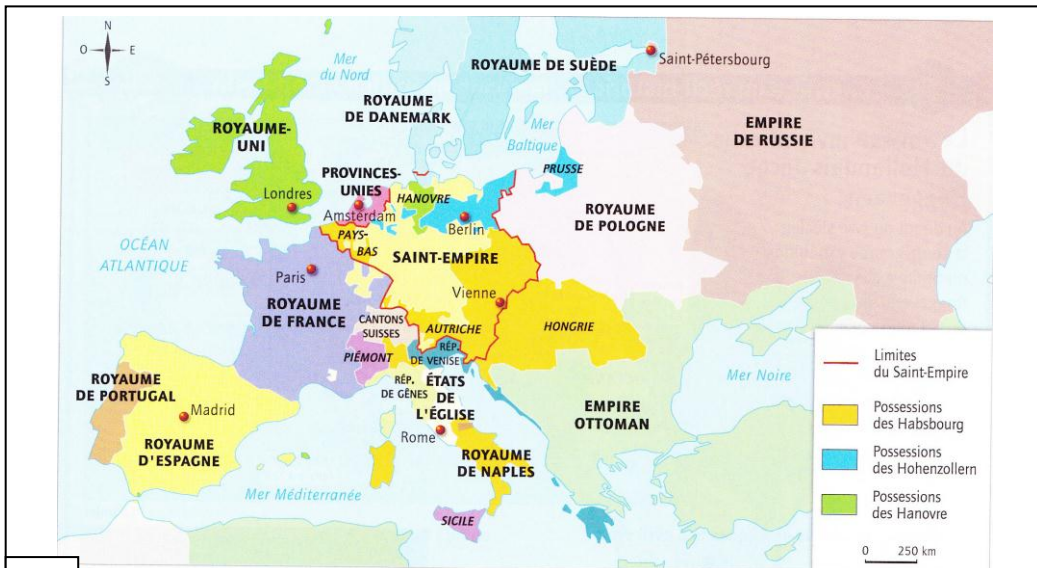 N
O
E
S
Mer
du Nord
ROYAUME DE SUÈDE
Saint-Pétersbourg
ROYAUME
DE DANEMARK
Mer
Baltique
EMPIRE
DE RUSSIE
ROYAUME-
UNI
PROVINCES-
UNIES
PRUSSE
Londres
Amsterdam
HANOVRE
Berlin
ROYAUME
DE POLOGNE
OCÉAN
ATLANTIQUE
PAYS-
BAS
SAINT-EMPIRE
Paris
Vienne
ROYAUME
DE FRANCE
CANTONS
SUISSES
AUTRICHE
HONGRIE
PIÉMONT
RÉP.
DE VENISE
RÉP.
DE GÊNES
ÉTATS
DE
L'ÉGLISE
Mer Noire
ROYAUME
DE PORTUGAL
Madrid
EMPIRE
OTTOMAN
ROYAUME
D'ESPAGNE
Rome
ROYAUME
DE NAPLES
Mer Méditerranée
SICILE
Limites
du Saint-Empire
Possessions
des Habsbourg
Possessions
des Hohenzollern
Possessions
des Hanovre
0 250 km